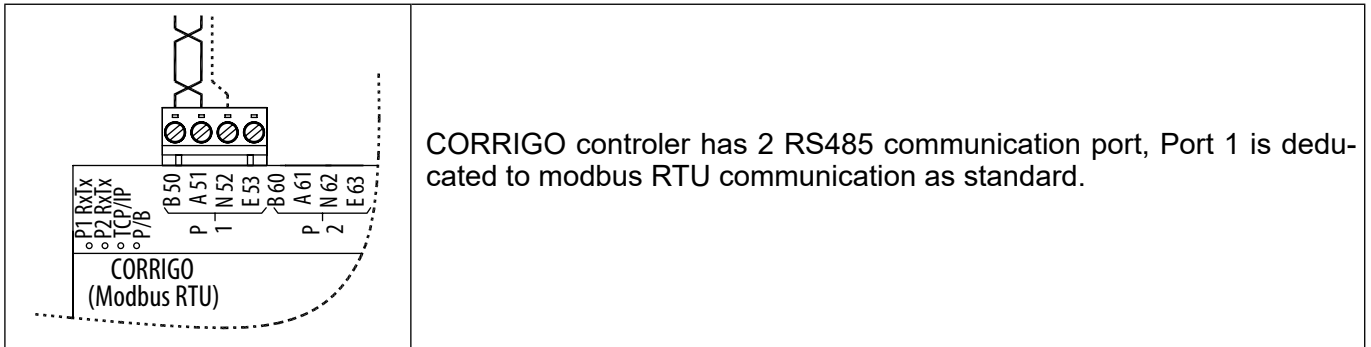 P1 RxTx
P2 RxTx
TCP/IP
P/B
B 50
A 51
N 52
E 53
B 60
A 61
N 62
E 63
P 1
P 2
CORRIGO
(Modbus RTU)
CORRIGO controler has 2 RS485 communication port, Port 1 is dedu-
cated to modbus RTU communication as standard.